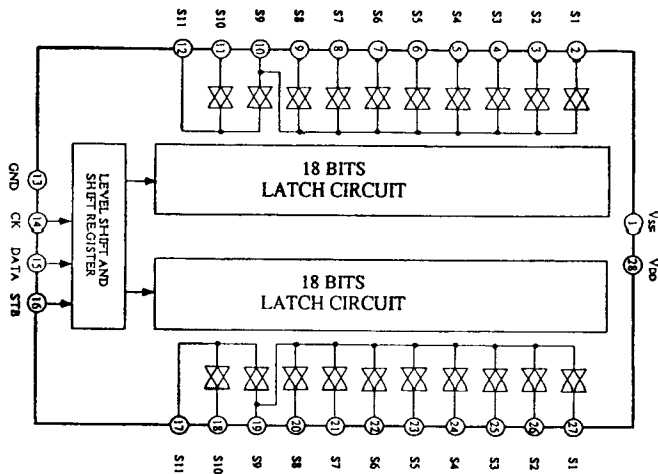 S11 S10 S9 S8 S7 S6 S5 S4 S3 S2 S1
12 11 10 9 8 7 6 5 4 3 2
18 BITS
LATCH CIRCUIT
LEVEL SHIFT AND
SHIFT REGISTER
GND 13
CK 14
DATA 15
STB 16
1 VSS
28 VDD
18 BITS
LATCH CIRCUIT
17 18 19 20 21 22 23 24 25 26 27
S11 S10 S9 S8 S7 S6 S5 S4 S3 S2 S1